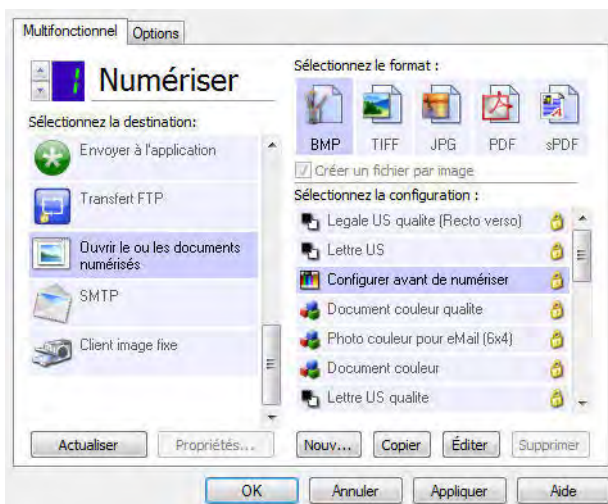 Multifonctionnel
Options
1
Numériser
Sélectionnez la destination:
Envoyer à l'application
Transfert FTP
Ouvrir le ou les documents
numérisés
SMTP
Client image fixe
Actualiser
Propriétés...
Sélectionnez le format :
BMP
TIFF
JPG
PDF
sPDF
Créer un fichier par image
Sélectionnez la configuration :
Legale US qualite (Recto verso)
Lettre US
Configurer avant de numériser
Document couleur qualite
Photo couleur pour eMail (6x4)
Document couleur
Lettre US qualite
Nouv...
Copier
Éditer
Supprimer
OK
Annuler
Appliquer
Aide